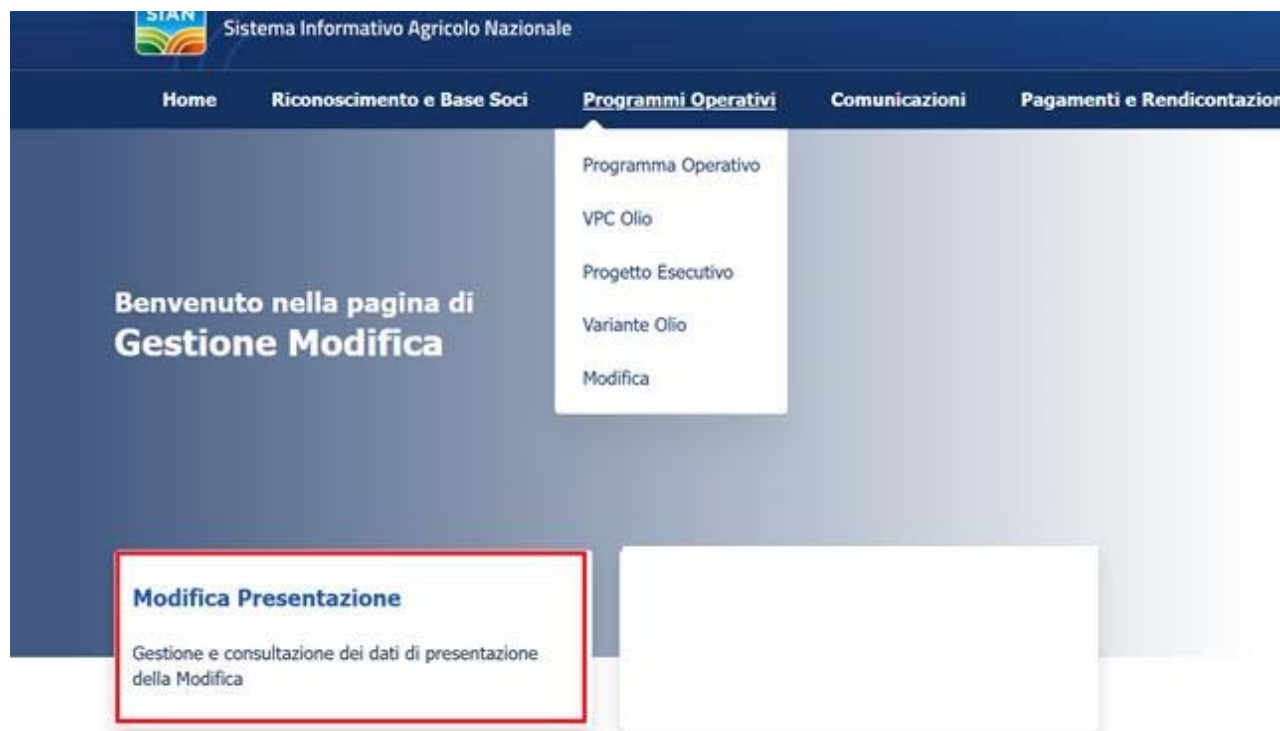 SIAN
Sistema Informativo Agricolo Nazionale
Home Riconoscimento e Base Soci Programmi Operativi Comunicazioni Pagamenti e Rendicontazion
Programma Operativo
VPC Olio
Progetto Esecutivo
Variante Olio
Modifica
Benvenuto nella pagina di
Gestione Modifica
Modifica Presentazione
Gestione e consultazione dei dati di presentazione
della Modifica